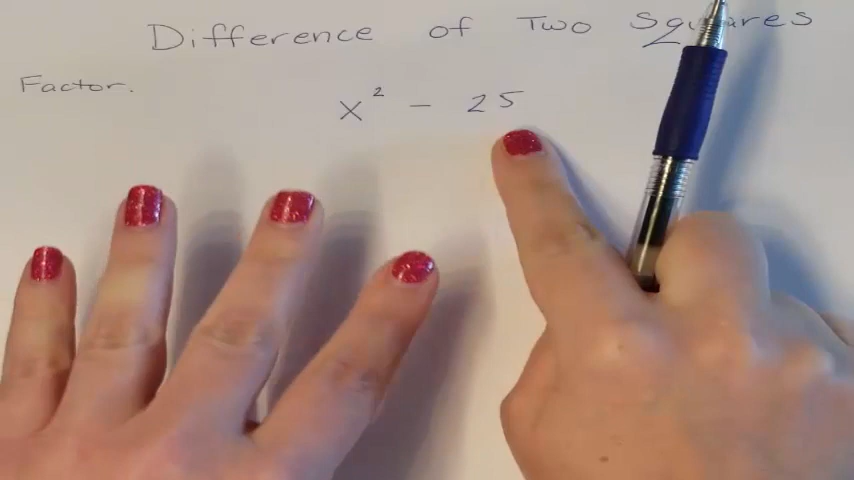 Difference of Two Squares
Factor.
x² - 25